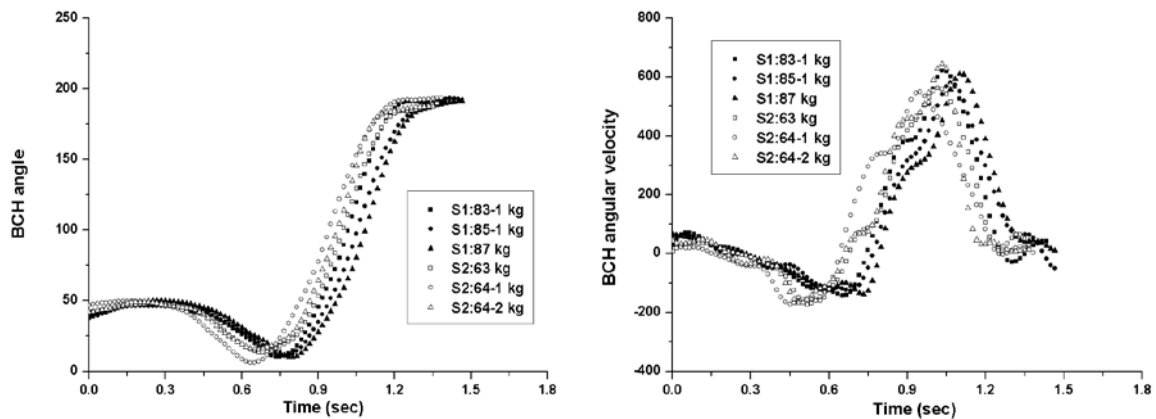 250
200
150
100
50
0
BCH angle
0.0 0.3 0.6 0.9 1.2 1.5 1.8
Time (sec)
S1:83-1 kg
S1:85-1 kg
S1:87 kg
S2:63 kg
S2:64-1 kg
S2:64-2 kg
800
600
400
200
0
-200
-400
BCH angular velocity
0.0 0.3 0.6 0.9 1.2 1.5 1.8
Time (sec)
S1:83-1 kg
S1:85-1 kg
S1:87 kg
S2:63 kg
S2:64-1 kg
S2:64-2 kg